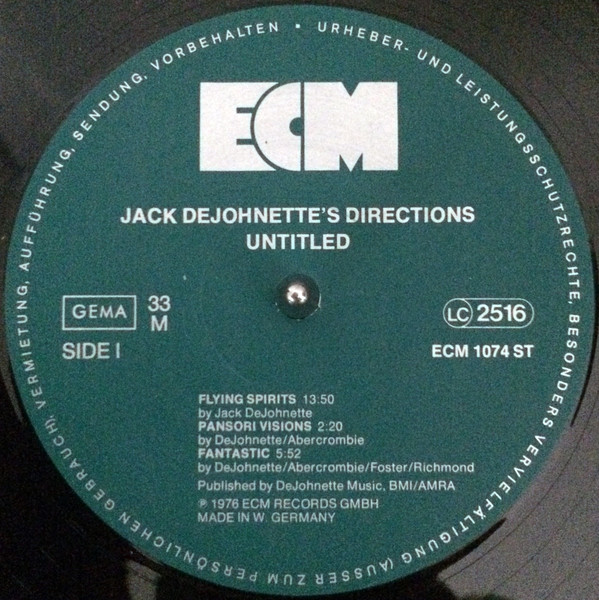 URHEBER- UND LEISTUNGSSCHUTZRECHTE, BESONDERS VERVIELFÄLTIGUNG (AUSSER ZUM PERSÖNLICHEN GEBRAUCH), VERMIETUNG, AUFFÜHRUNG, SENDUNG, VORBEHALTEN •
ECM
JACK DEJOHNETTE'S DIRECTIONS
UNTITLED
GEMA 33 M
LC 2516
SIDE I
ECM 1074 ST
FLYING SPIRITS 13:50
by Jack DeJohnette
PANSORI VISIONS 2:20
by DeJohnette/Abercrombie
FANTASTIC 5:52
by DeJohnette/Abercrombie/Foster/Richmond
Published by DeJohnette Music, BMI/AMRA
℗ 1976 ECM RECORDS GMBH
MADE IN W. GERMANY